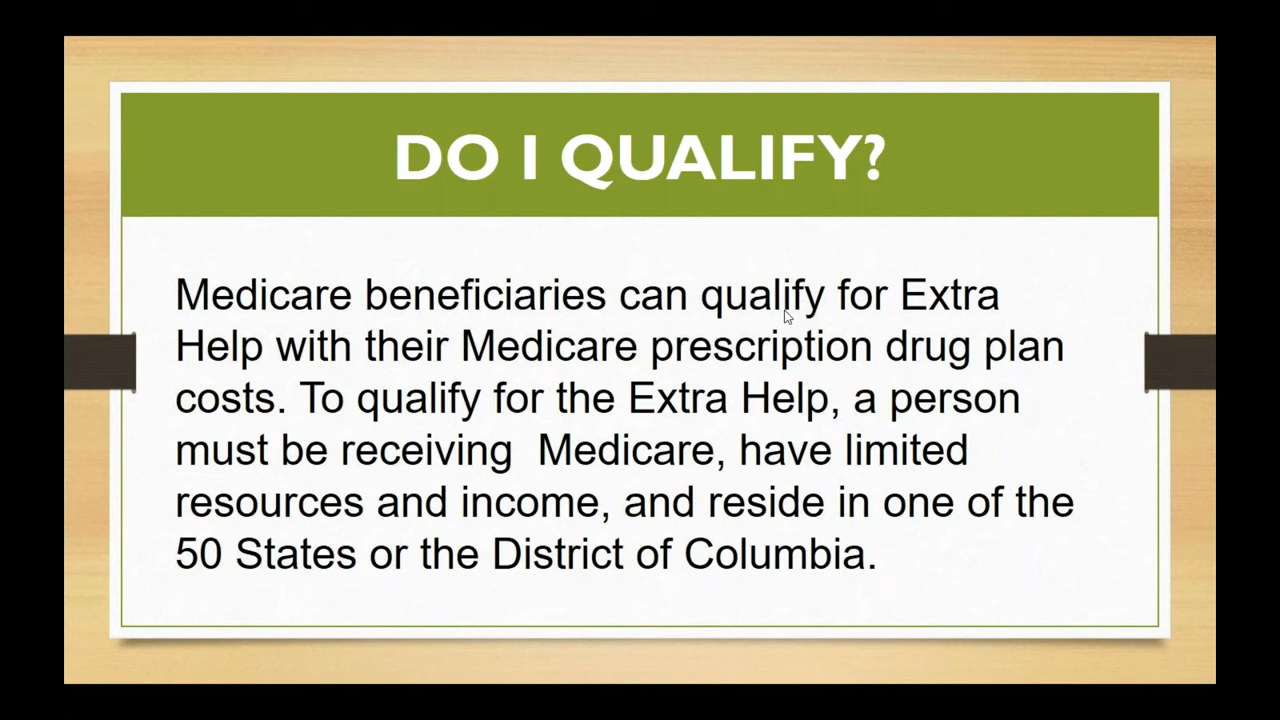 DO I QUALIFY?
Medicare beneficiaries can qualify for Extra
Help with their Medicare prescription drug plan
costs. To qualify for the Extra Help, a person
must be receiving  Medicare, have limited
resources and income, and reside in one of the
50 States or the District of Columbia.